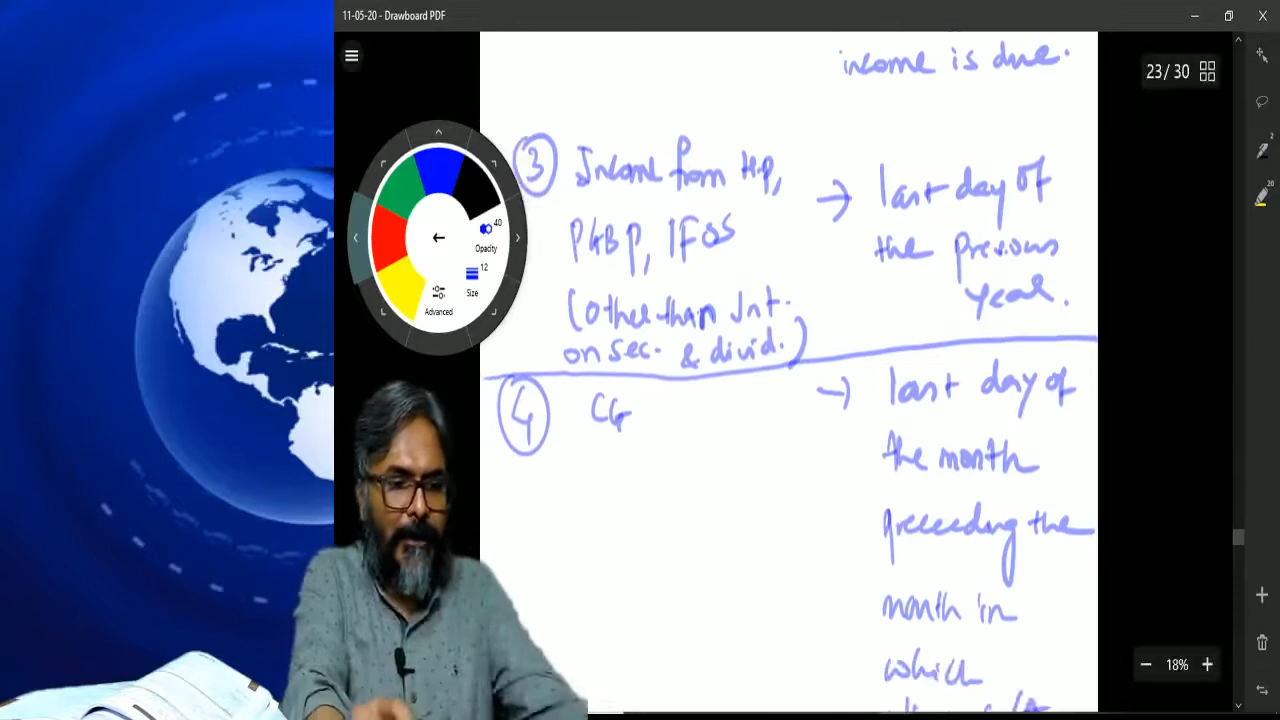 11-05-20 - Drawboard PDF
23/ 30
income is due.
3 Income from H.P,
PGBP, IFOS
(other than Int.
on sec. & divid.)
→ last day of
the previous
year.
40
Opacity
12
Size
Advanced
4 CG
→ last day of
the month
preceding the
month in
which
20
18%